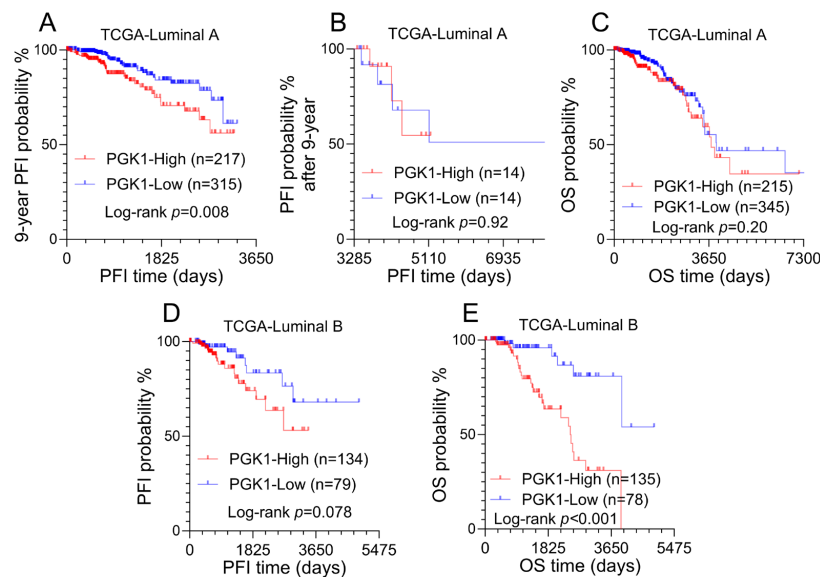 A
TCGA-Luminal A
9-year PFI probability %
100
50
0
PGK1-High (n=217)
PGK1-Low (n=315)
Log-rank p=0.008
0 1825 3650
PFI time (days)
B
TCGA-Luminal A
PFI probability %
after 9-year
100
50
0
PGK1-High (n=14)
PGK1-Low (n=14)
Log-rank p=0.92
3285 5110 6935
PFI time (days)
C
TCGA-Luminal A
OS probability %
100
50
0
PGK1-High (n=215)
PGK1-Low (n=345)
Log-rank p=0.20
0 3650 7300
OS time (days)
D
TCGA-Luminal B
PFI probability %
100
50
0
PGK1-High (n=134)
PGK1-Low (n=79)
Log-rank p=0.078
0 1825 3650 5475
PFI time (days)
E
TCGA-Luminal B
OS probability %
100
50
0
PGK1-High (n=135)
PGK1-Low (n=78)
Log-rank p<0.001
0 1825 3650 5475
OS time (days)